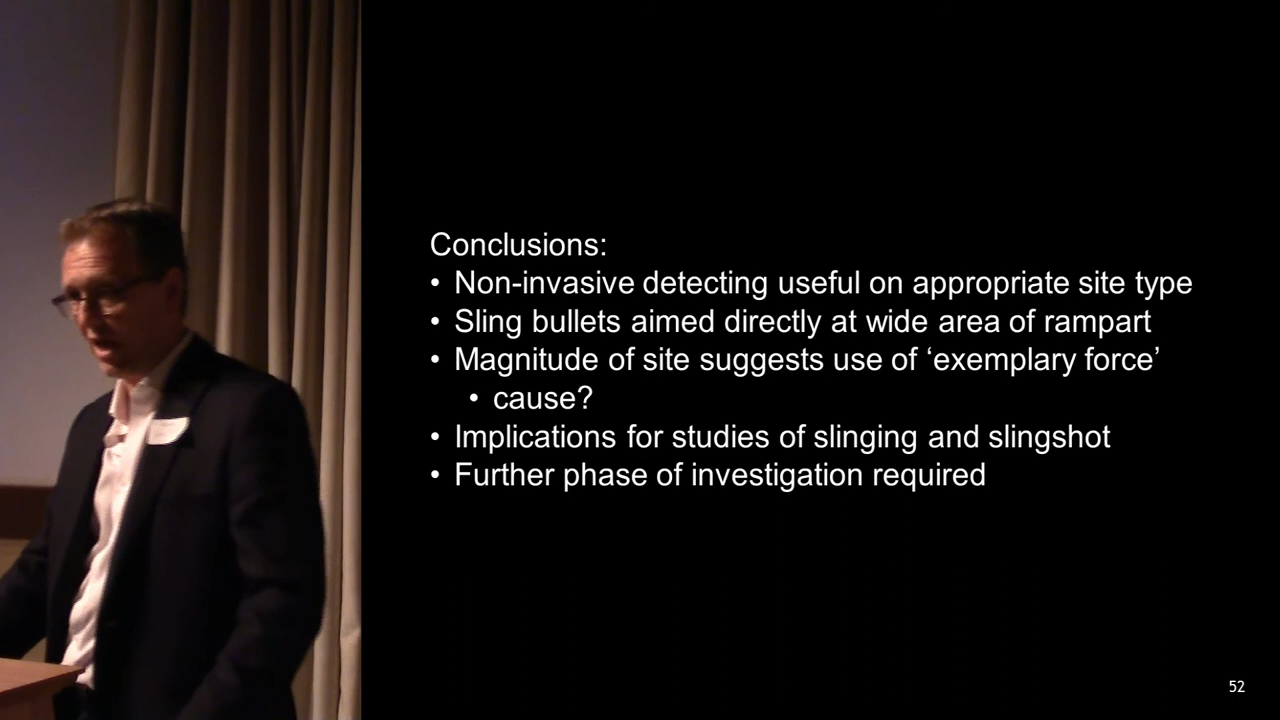 Conclusions:
• Non-invasive detecting useful on appropriate site type
• Sling bullets aimed directly at wide area of rampart
• Magnitude of site suggests use of ‘exemplary force’
• cause?
• Implications for studies of slinging and slingshot
• Further phase of investigation required
52